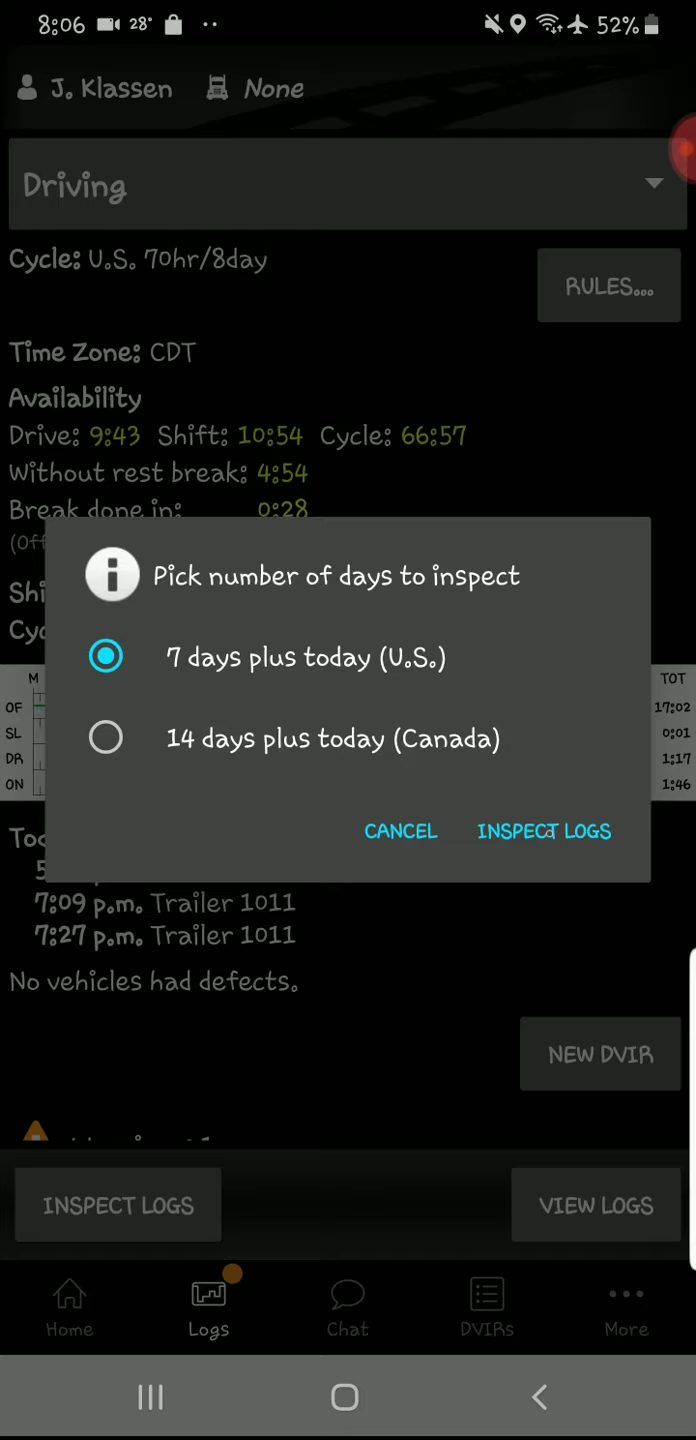 8:06 28° 52%
J. Klassen None
Driving
Cycle: U.S. 70hr/8day
RULES...
Time Zone: CDT
Availability
Drive: 9:43 Shift: 10:54 Cycle: 66:57
Without rest break: 4:54
Break done in: 0:28
(Off
Shi
Cyc
Pick number of days to inspect
7 days plus today (U.S.)
14 days plus today (Canada)
CANCEL INSPECT LOGS
M TOT
OF 17:02
SL 0:01
DR 1:17
ON 1:46
7:09 p.m. Trailer 1011
7:27 p.m. Trailer 1011
No vehicles had defects.
NEW DVIR
INSPECT LOGS VIEW LOGS
Home Logs Chat DVIRs More